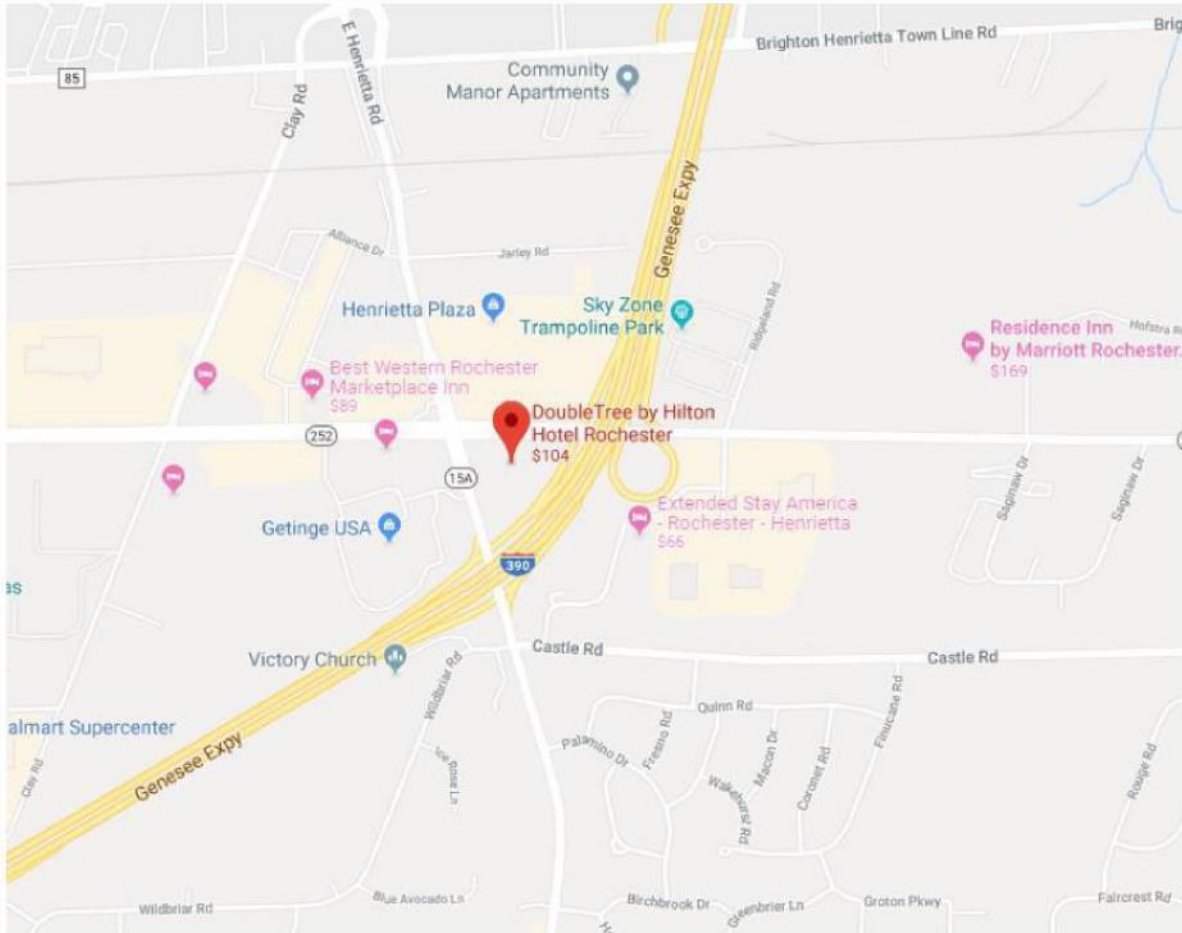 Brighton Henrietta Town Line Rd
Brig
85
E Henrietta Rd
Clay Rd
Community
Manor Apartments
Genesee Expy
Alliance Dr
Jarley Rd
Ridgeland Rd
Henrietta Plaza
Sky Zone
Trampoline Park
Residence Inn
by Marriott Rochester.
$169
Hofstra Rd
Best Western Rochester
Marketplace Inn
$89
DoubleTree by Hilton
Hotel Rochester
$104
252
15A
Saginaw Dr
Saginaw Dr
Extended Stay America
- Rochester - Henrietta
$66
Getinge USA
390
as
Castle Rd
Castle Rd
Victory Church
Wildbriar Rd
almart Supercenter
Genesee Expy
Clay Rd
Ice Rose Ln
Quirin Rd
Palamino Dr
Fresno Rd
Macon Dr
Wakehurst Rd
Coronet Rd
Finucane Rd
Rouge Rd
Wildbriar Rd
Blue Avocado Ln
Birchbrook Dr
Greenbrier Ln
Groton Pkwy
Faircrest Rd